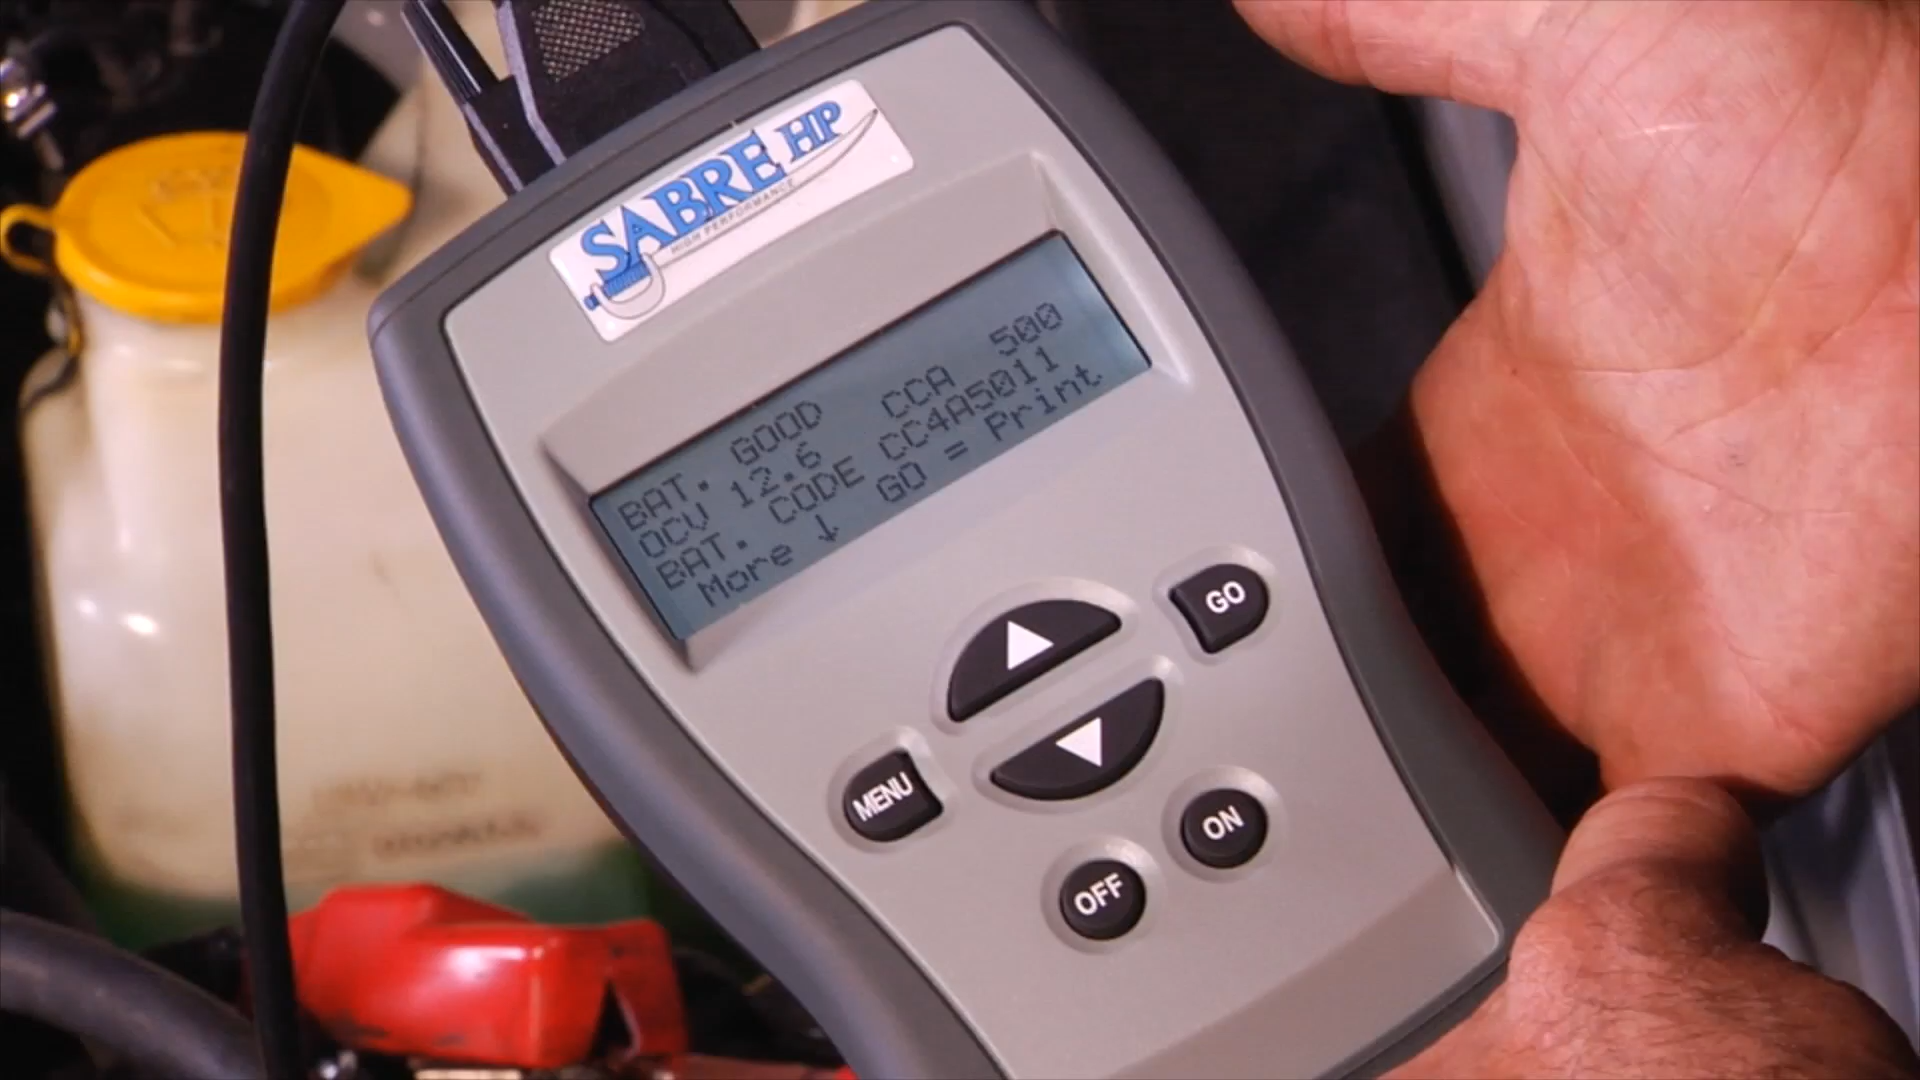 SABRE HP
HIGH PERFORMANCE
BAT. GOOD CCA 500
OCV 12.6 CC4A5011
BAT. CODE GO = Print
More ↓
GO
MENU
ON
OFF